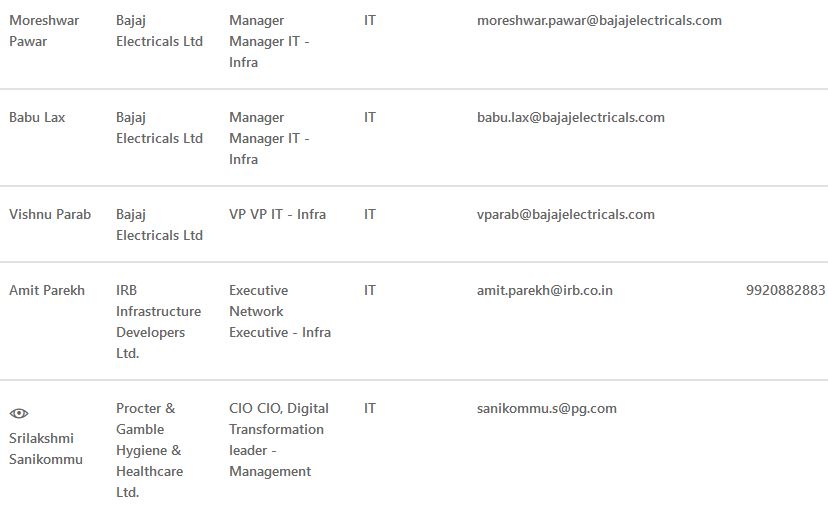 Moreshwar Bajaj Manager IT moreshwar.pawar@bajajelectricals.com
Pawar Electricals Ltd Manager IT -
Infra
Babu Lax Bajaj Manager IT babu.lax@bajajelectricals.com
Electricals Ltd Manager IT -
Infra
Vishnu Parab Bajaj VP VP IT - Infra IT vparab@bajajelectricals.com
Electricals Ltd
Amit Parekh IRB Executive IT amit.parekh@irb.co.in 9920882883
Infrastructure Network
Developers Executive - Infra
Ltd.
Procter & CIO CIO, Digital IT sanikommu.s@pg.com
Gamble Transformation
Srilakshmi Hygiene & leader -
Sanikommu Healthcare Management
Ltd.